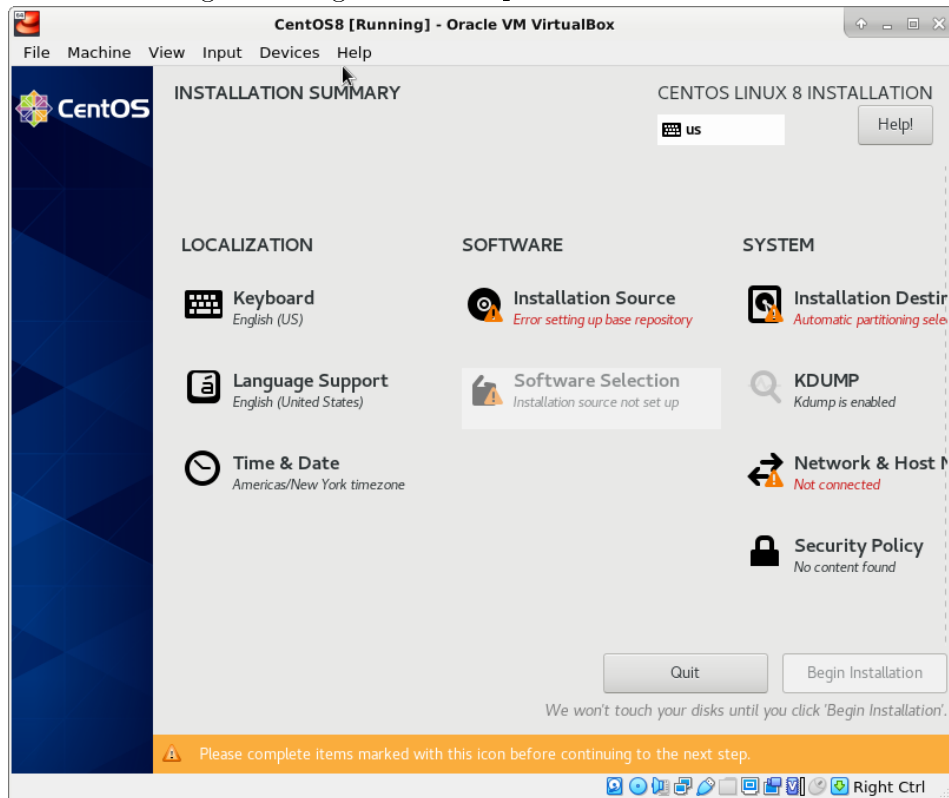 CentOS8 [Running] - Oracle VM VirtualBox
File Machine View Input Devices Help
CentOS
INSTALLATION SUMMARY
CENTOS LINUX 8 INSTALLATION
us
Help!
LOCALIZATION
Keyboard
English (US)
Language Support
English (United States)
Time & Date
Americas/New York timezone
SOFTWARE
Installation Source
Error setting up base repository
Software Selection
Installation source not set up
SYSTEM
Installation Destin
Automatic partitioning sele
KDUMP
Kdump is enabled
Network & Host N
Not connected
Security Policy
No content found
Quit
Begin Installation
We won't touch your disks until you click 'Begin Installation'.
Please complete items marked with this icon before continuing to the next step.
Right Ctrl